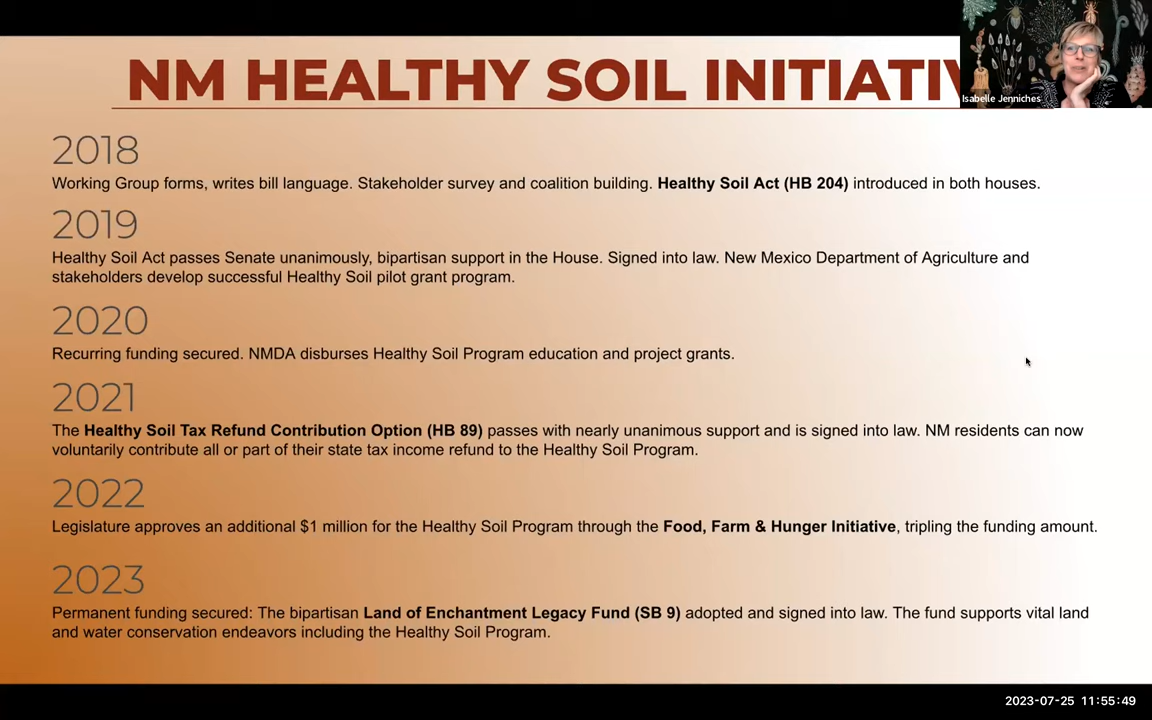 NM HEALTHY SOIL INITIATIV
Isabelle Jenniches
2018
Working Group forms, writes bill language. Stakeholder survey and coalition building. Healthy Soil Act (HB 204) introduced in both houses.
2019
Healthy Soil Act passes Senate unanimously, bipartisan support in the House. Signed into law. New Mexico Department of Agriculture and
stakeholders develop successful Healthy Soil pilot grant program.
2020
Recurring funding secured. NMDA disburses Healthy Soil Program education and project grants.
2021
The Healthy Soil Tax Refund Contribution Option (HB 89) passes with nearly unanimous support and is signed into law. NM residents can now
voluntarily contribute all or part of their state tax income refund to the Healthy Soil Program.
2022
Legislature approves an additional $1 million for the Healthy Soil Program through the Food, Farm & Hunger Initiative, tripling the funding amount.
2023
Permanent funding secured: The bipartisan Land of Enchantment Legacy Fund (SB 9) adopted and signed into law. The fund supports vital land
and water conservation endeavors including the Healthy Soil Program.
2023-07-25 11:55:49